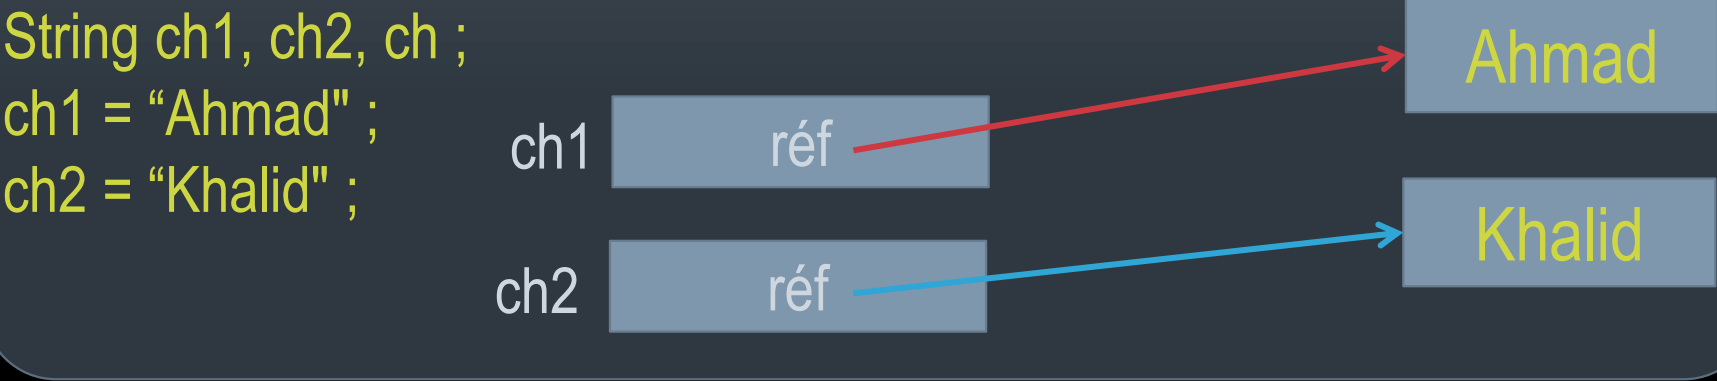 String ch1, ch2, ch ;
ch1 = “Ahmad" ;
ch2 = “Khalid" ;
ch1
réf
Ahmad
ch2
réf
Khalid